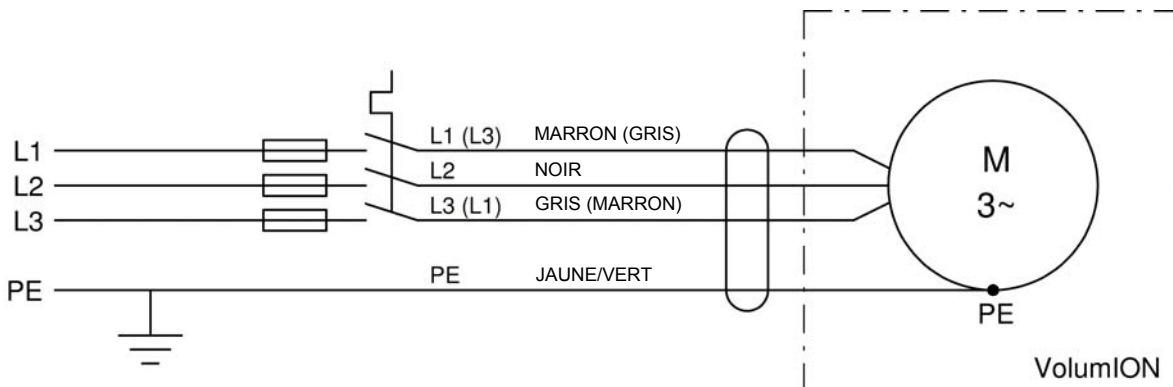 L1 L1 (L3) MARRON (GRIS)
L2 L2 NOIR
L3 L3 (L1) GRIS (MARRON)
M
3~
PE PE JAUNE/VERT
PE
VolumION